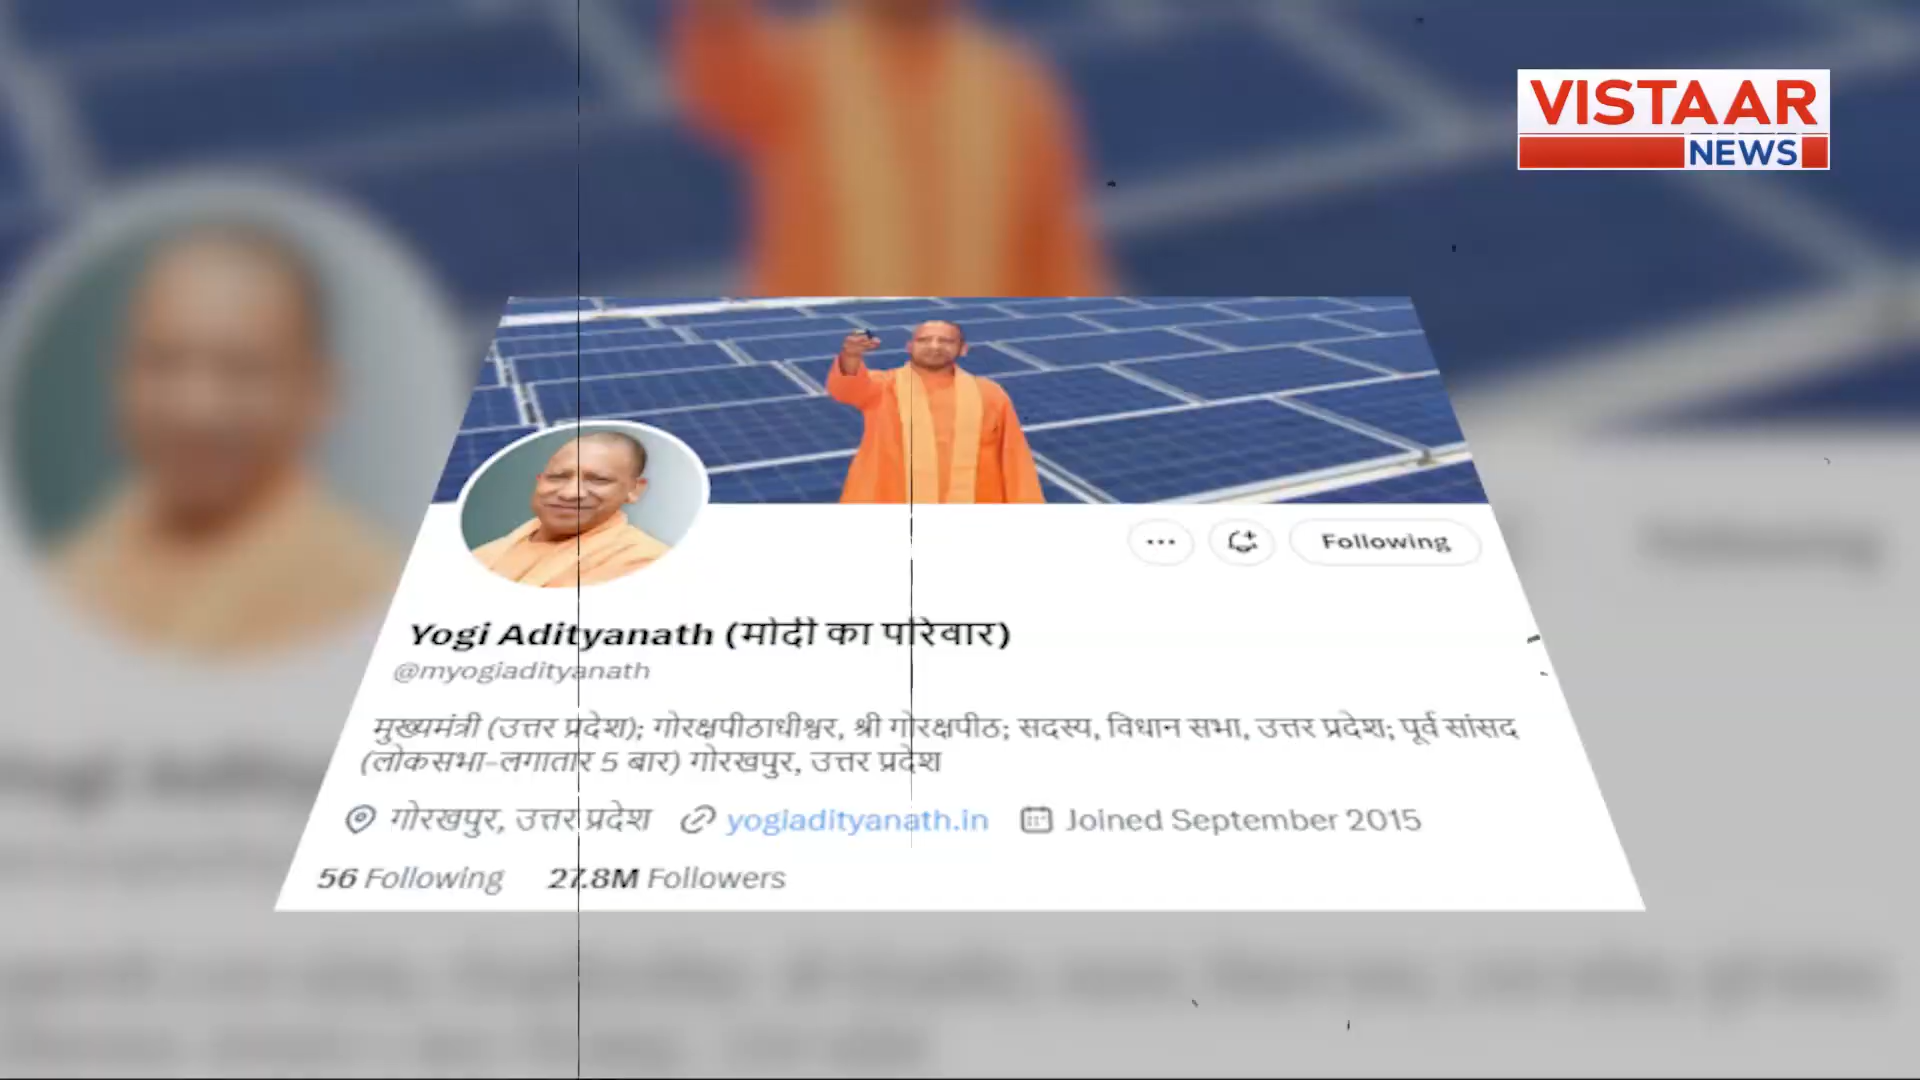 VISTAAR
NEWS
Following
Yogi Adityanath (मोदी का परिवार)
@myogiadityanath
मुख्यमंत्री (उत्तर प्रदेश); गोरक्षपीठाधीश्वर, श्री गोरक्षपीठ; सदस्य, विधान सभा, उत्तर प्रदेश; पूर्व सांसद
(लोकसभा-लगातार 5 बार) गोरखपुर, उत्तर प्रदेश
गोरखपुर, उत्तर प्रदेश yogiadityanath.in Joined September 2015
56 Following 27.8M Followers